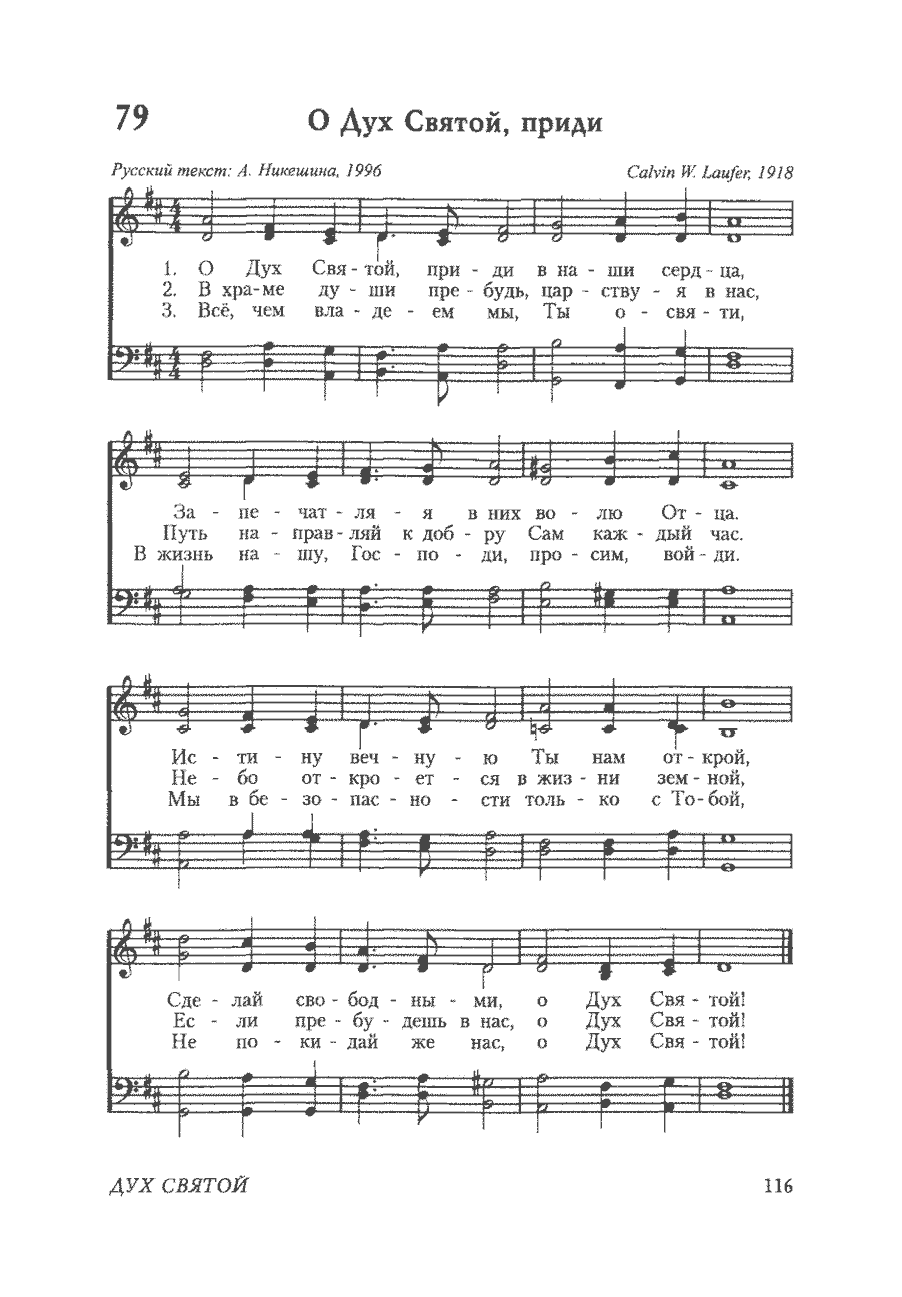 79
О Дух Святой, приди
Русский текст: А. Никешина, 1996
Calvin W. Laufer, 1918
1. О Дух Свя - той, при - ди в на - ши серд - ца,
2. В хра-ме ду - ши пре - будь, цар - ству - я в нас,
3. Всё, чем вла - де - ем мы, Ты о - свя - ти,
За - пе - чат - ля - я в них во - лю От - ца.
Путь на - прав - ляй к доб - ру Сам каж - дый час.
В жизнь на - шу, Гос - по - ди, про - сим, вой - ди.
Ис - ти - ну веч - ну - ю Ты нам от - крой,
Не - бо от - кро - ет - ся в жиз - ни зем - ной,
Мы в бе - зо - пас - но - сти толь - ко с То - бой,
Сде - лай сво - бод - ны - ми, о Дух Свя - той!
Ес - ли пре - бу - дешь в нас, о Дух Свя - той!
Не по - ки - дай же нас, о Дух Свя - той!
ДУХ СВЯТОЙ
116